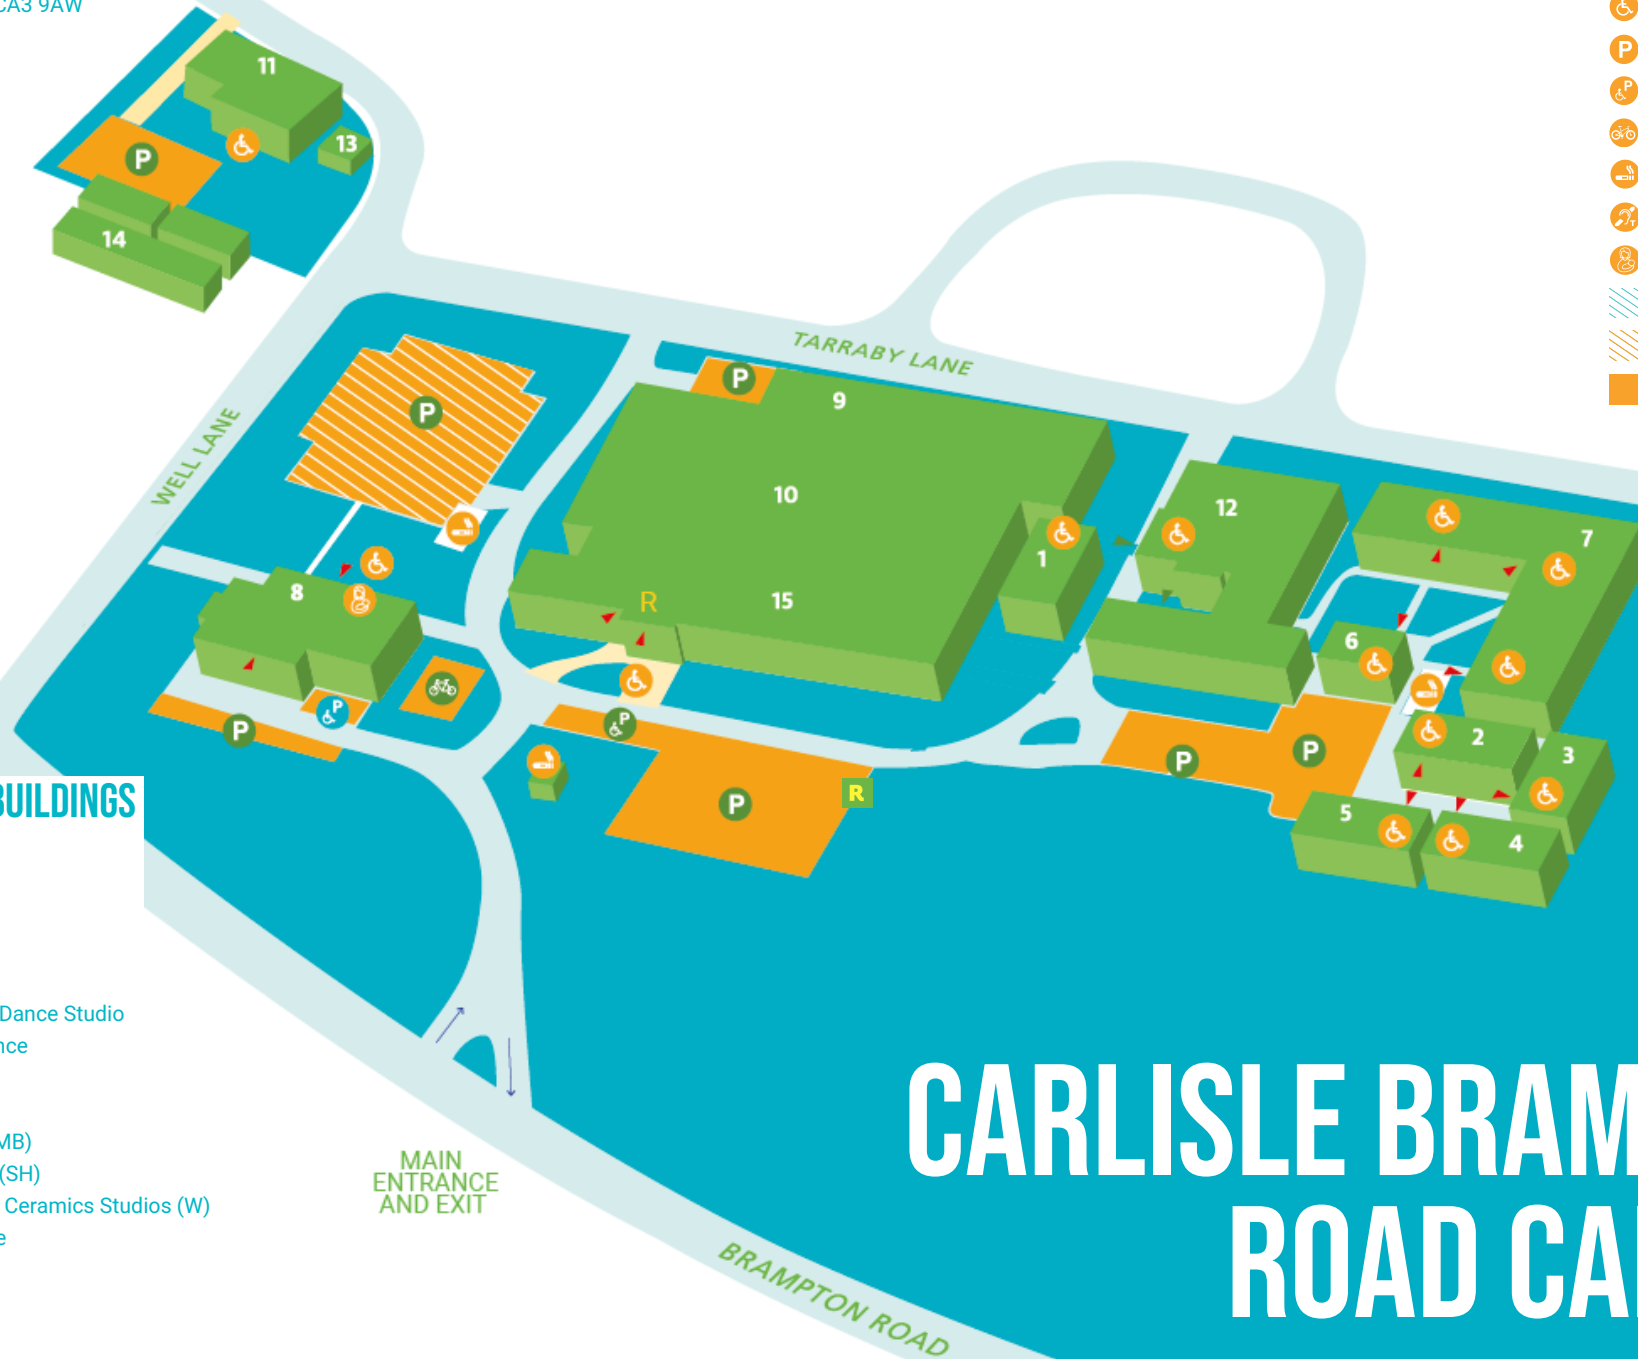 CA3 9AW
11
P
13
P
14
TARRABY LANE
P
9
P
WELL LANE
10
12
7
1
8
15
R
6
P
P
P
2
3
P
P
P
P
R
5
4
BUILDINGS
Dance Studio
nce
MB)
(SH)
Ceramics Studios (W)
e
MAIN
ENTRANCE
AND EXIT
CARLISLE BRAM
ROAD CA
BRAMPTON ROAD